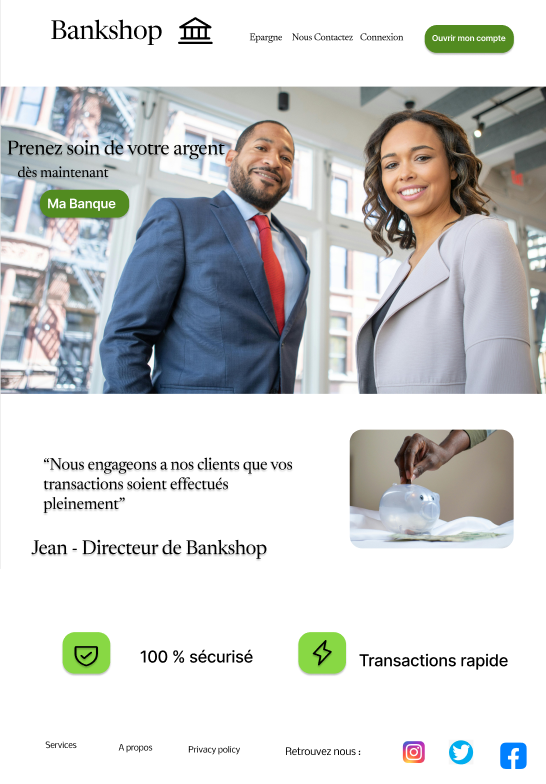 Bankshop
Epargne Nous Contactez Connexion
Ouvrir mon compte
Prenez soin de votre argent
dès maintenant
Ma Banque
“Nous engageons a nos clients que vos
transactions soient effectués
pleinement”
Jean - Directeur de Bankshop
100 % sécurisé
Transactions rapide
Services
A propos
Privacy policy
Retrouvez nous :